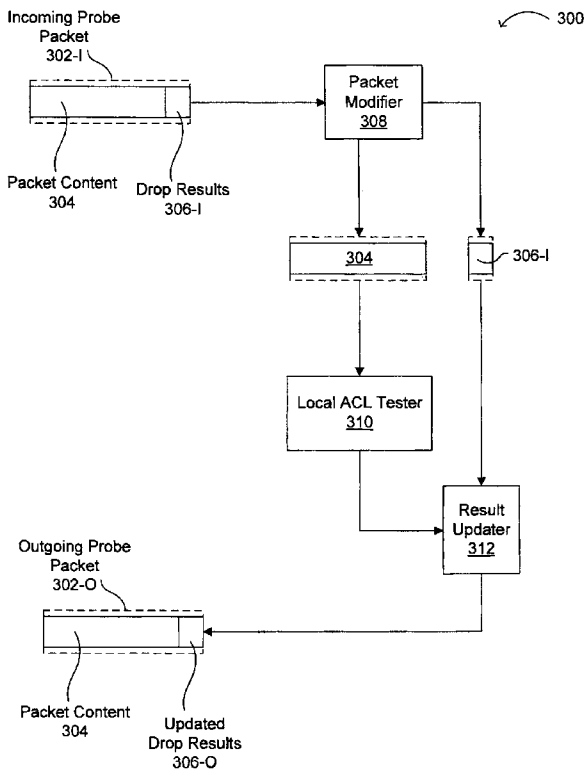 300
Incoming Probe
Packet
302-I
Packet
Modifier
308
Packet Content
304
Drop Results
306-I
304
306-I
Local ACL Tester
310
Result
Updater
312
Outgoing Probe
Packet
302-O
Packet Content
304
Updated
Drop Results
306-O